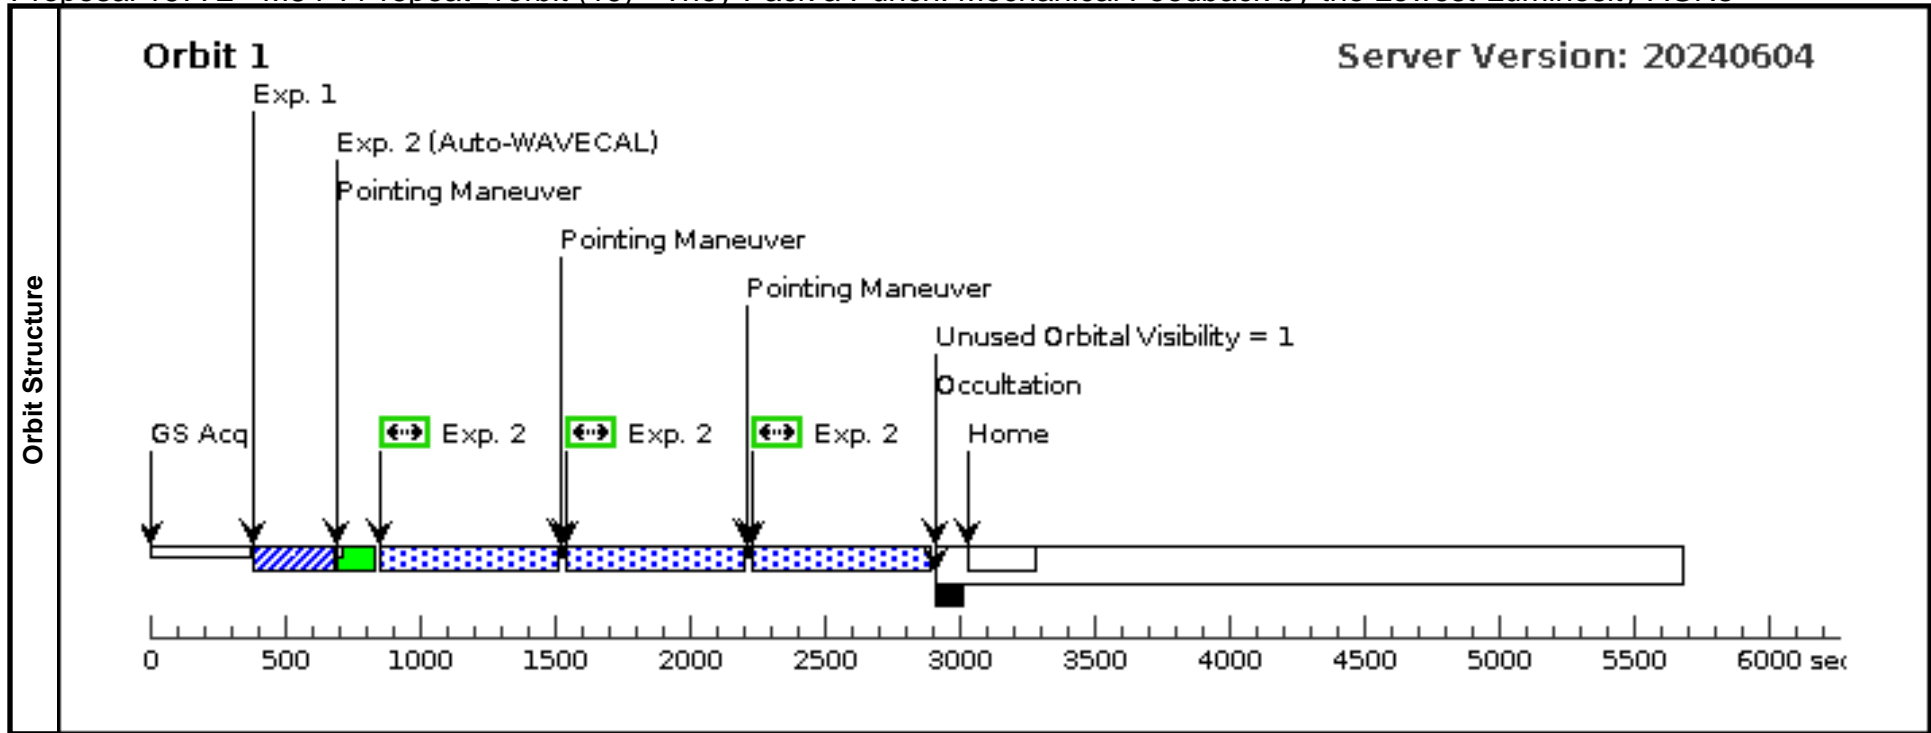 Orbit Structure
Orbit 1
Server Version: 20240604
Exp. 1
Exp. 2 (Auto-WAVECAL)
Pointing Maneuver
Pointing Maneuver
Pointing Maneuver
Unused Orbital Visibility = 1
Occultation
GS Acq
Exp. 2
Exp. 2
Exp. 2
Home
0 500 1000 1500 2000 2500 3000 3500 4000 4500 5000 5500 6000